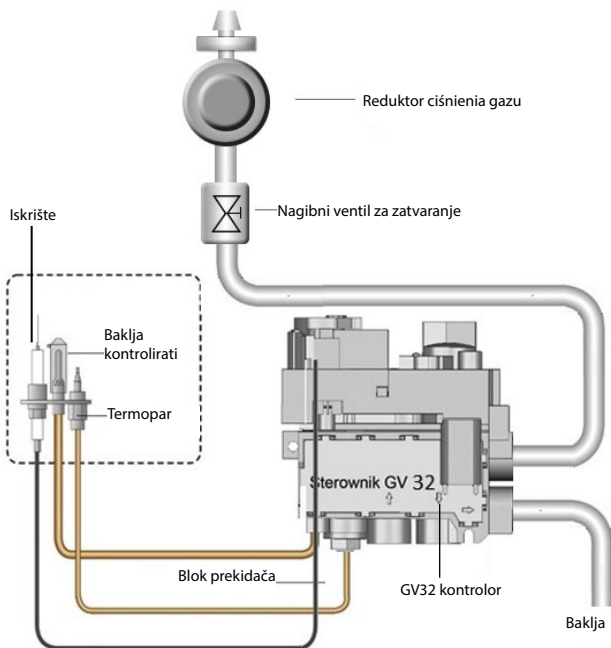 Reduktor ciśnienia gazu
Nagibni ventil za zatvaranje
Iskrište
Baklja
kontrolirati
Termopar
Sterownik GV 32
Blok prekidača
GV32 kontrolor
Baklja